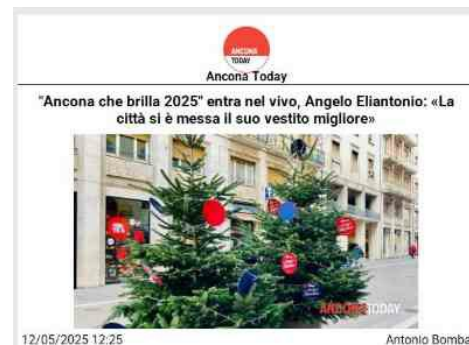 ANCONA
TODAY
Ancona Today
"Ancona che brilla 2025" entra nel vivo, Angelo Eliantonio: «La
città si è messa il suo vestito migliore»
ANCONATODAY
12/05/2025 12:25
Antonio Bomba